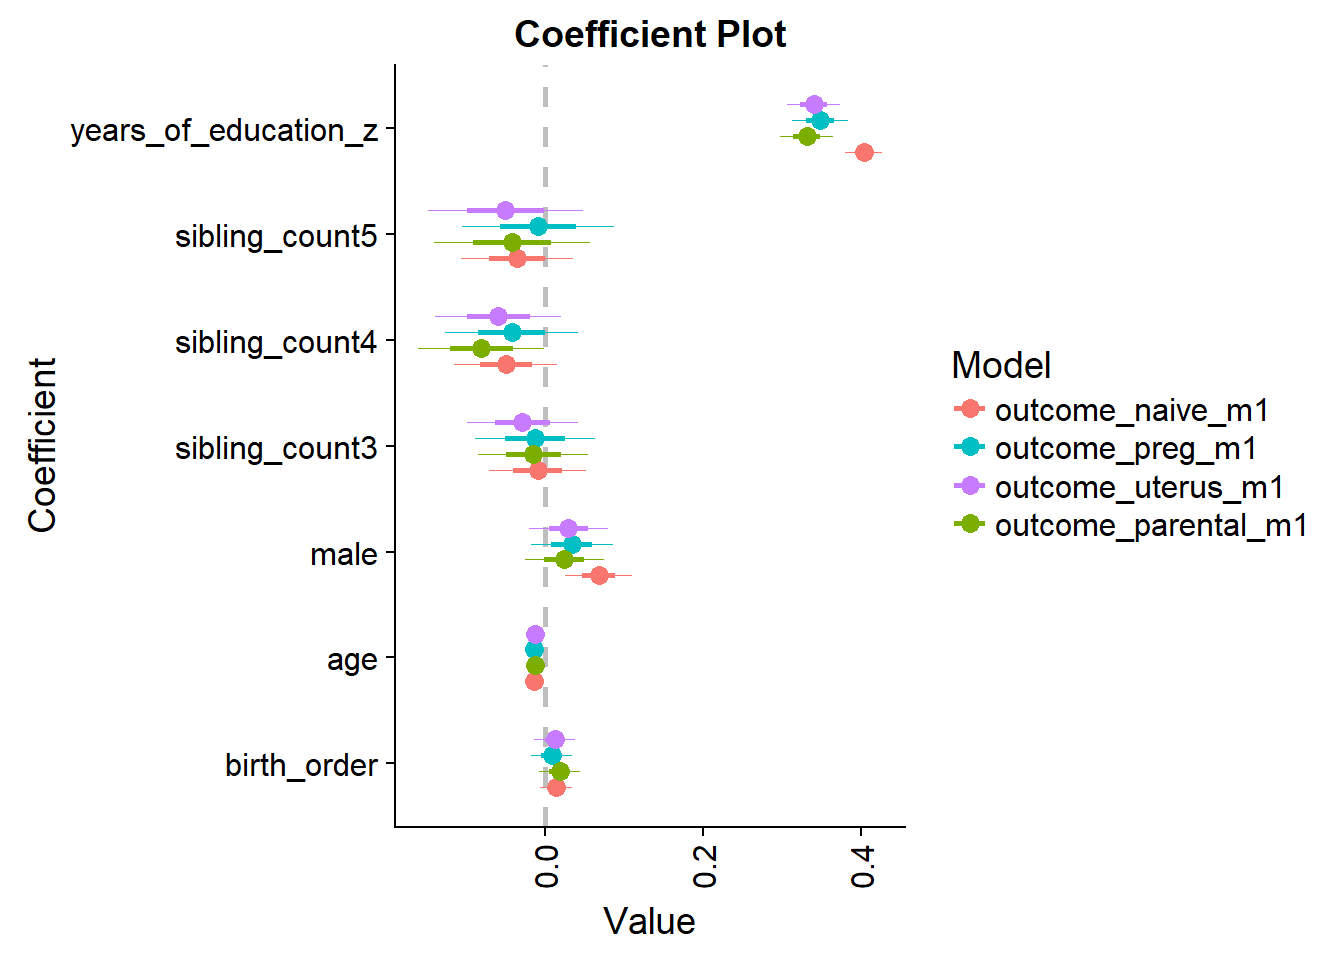 Coefficient Plot
years_of_education_z
sibling_count5
sibling_count4
sibling_count3
male
age
birth_order
Coefficient
0.0
0.2
0.4
Value
Model
outcome_naive_m1
outcome_preg_m1
outcome_uterus_m1
outcome_parental_m1